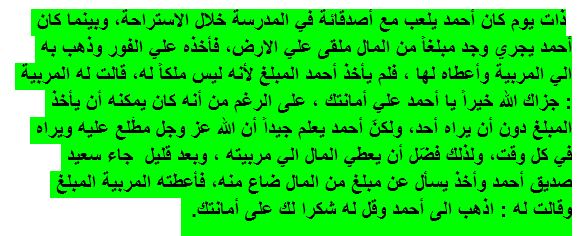 ذات يوم كان أحمد يلعب مع أصدقائة في المدرسة خلال الاستراحة، وبينما كان
أحمد يجري وجد مبلغاً من المال ملقى علي الارض، فأخذه علي الفور وذهب به
الي المربية وأعطاه لها ، فلم يأخذ أحمد المبلغ لأنه ليس ملكاً له، قالت له المربية
: جزاك الله خيراً يا أحمد علي أمانتك ، على الرغم من أنه كان يمكنه أن يأخذ
المبلغ دون أن يراه أحد، ولكنّ أحمد يعلم جيداً أن الله عز وجل مطلع عليه ويراه
في كل وقت، ولذلك فضّل أن يعطي المال الي مربيته ، وبعد قليل جاء سعيد
صديق أحمد وأخذ يسأل عن مبلغ من المال ضاع منه، فأعطته المربية المبلغ
وقالت له : اذهب الى أحمد وقل له شكرا لك على أمانتك.